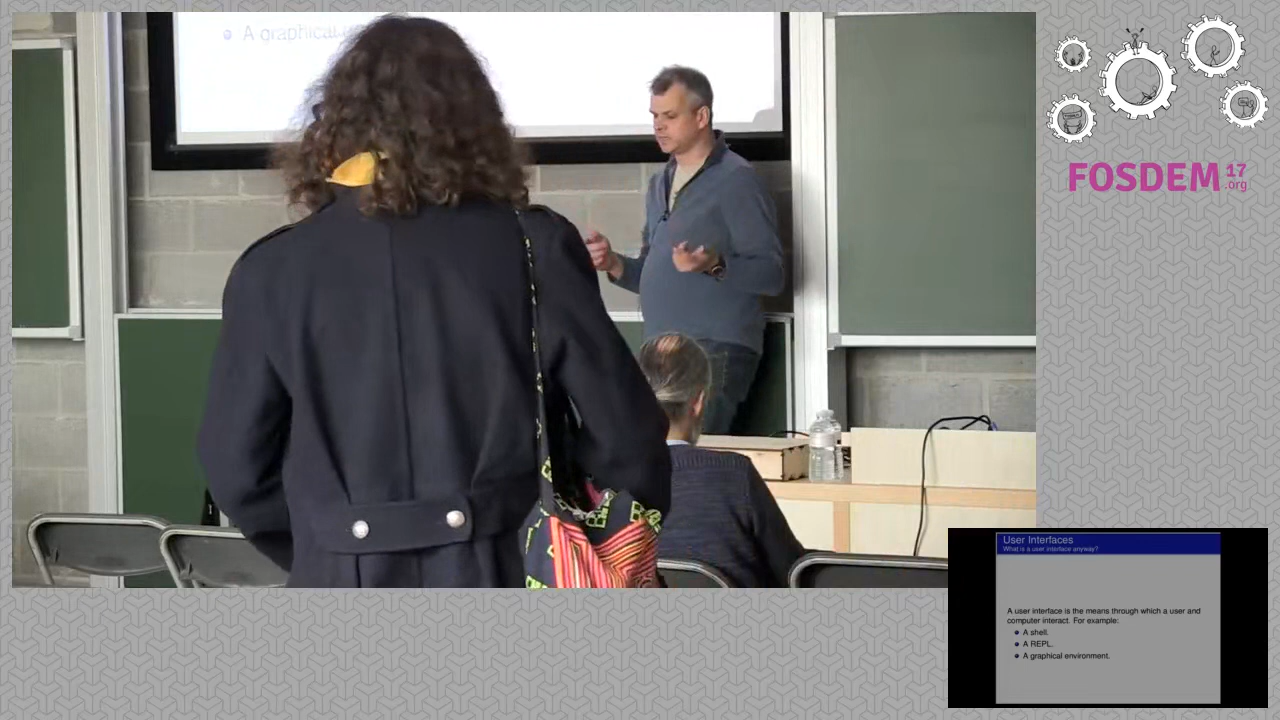 A graphical
FOSDEM 17
.org
User Interfaces
What is a user interface anyway?
A user interface is the means through which a user and
computer interact. For example:
A shell.
A REPL.
A graphical environment.